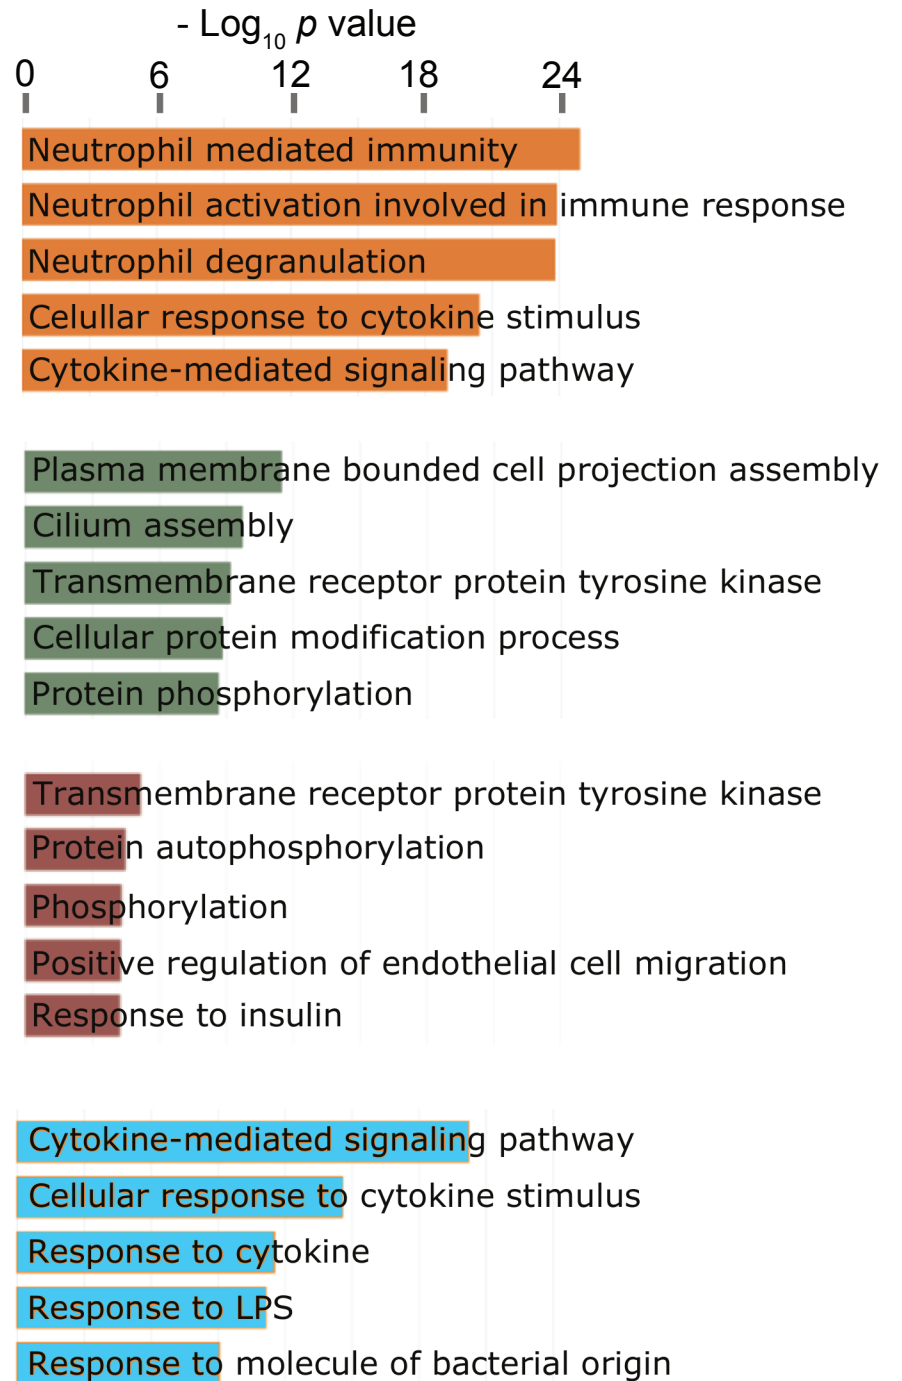 - Log10 p value
0 6 12 18 24
Neutrophil mediated immunity
Neutrophil activation involved in immune response
Neutrophil degranulation
Celullar response to cytokine stimulus
Cytokine-mediated signaling pathway
Plasma membrane bounded cell projection assembly
Cilium assembly
Transmembrane receptor protein tyrosine kinase
Cellular protein modification process
Protein phosphorylation
Transmembrane receptor protein tyrosine kinase
Protein autophosphorylation
Phosphorylation
Positive regulation of endothelial cell migration
Response to insulin
Cytokine-mediated signaling pathway
Cellular response to cytokine stimulus
Response to cytokine
Response to LPS
Response to molecule of bacterial origin